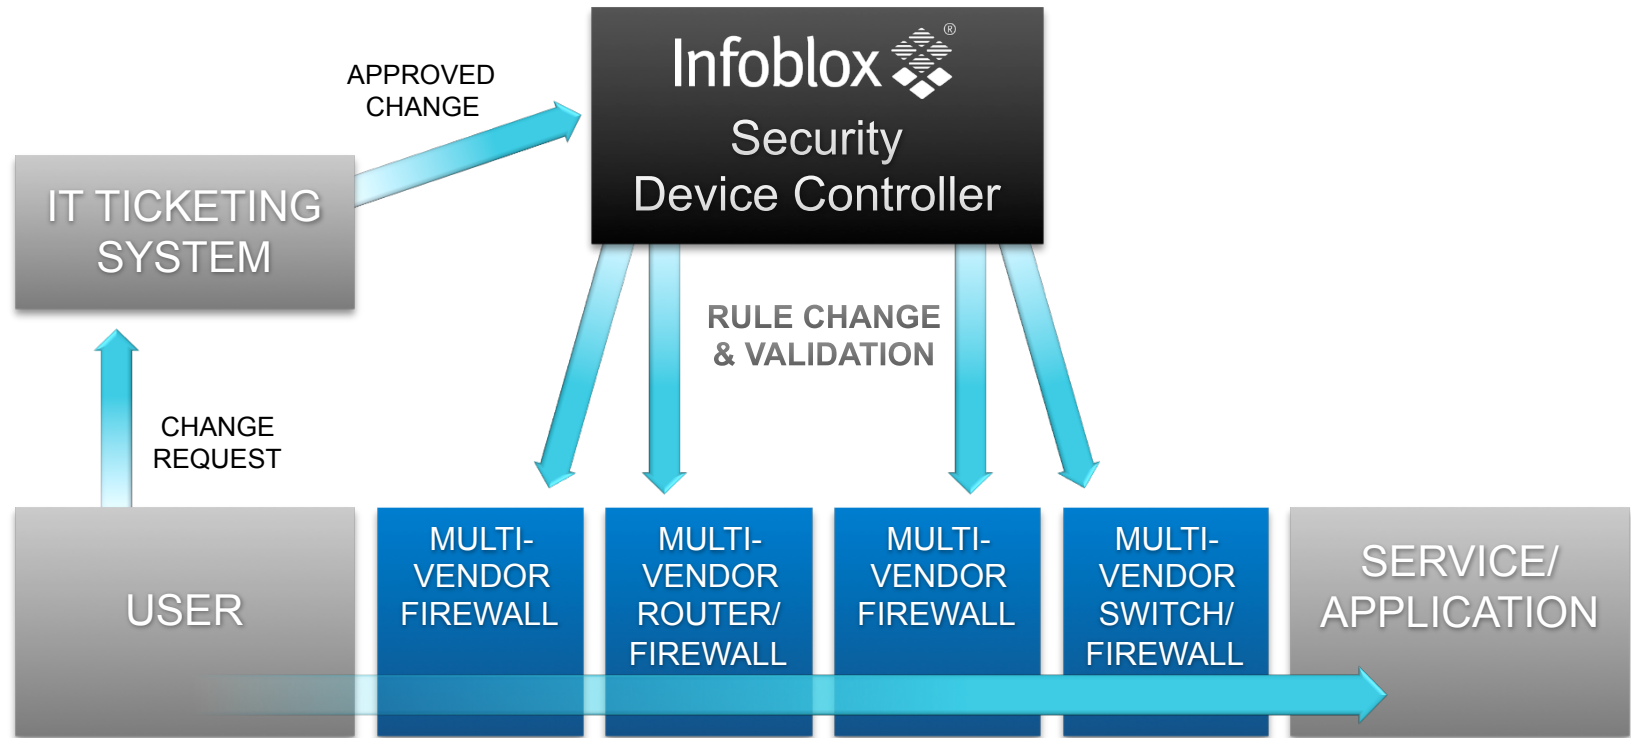 APPROVED
CHANGE
Infoblox ®
Security
Device Controller
IT TICKETING
SYSTEM
RULE CHANGE
& VALIDATION
CHANGE
REQUEST
USER
MULTI-
VENDOR
FIREWALL
MULTI-
VENDOR
ROUTER/
FIREWALL
MULTI-
VENDOR
FIREWALL
MULTI-
VENDOR
SWITCH/
FIREWALL
SERVICE/
APPLICATION